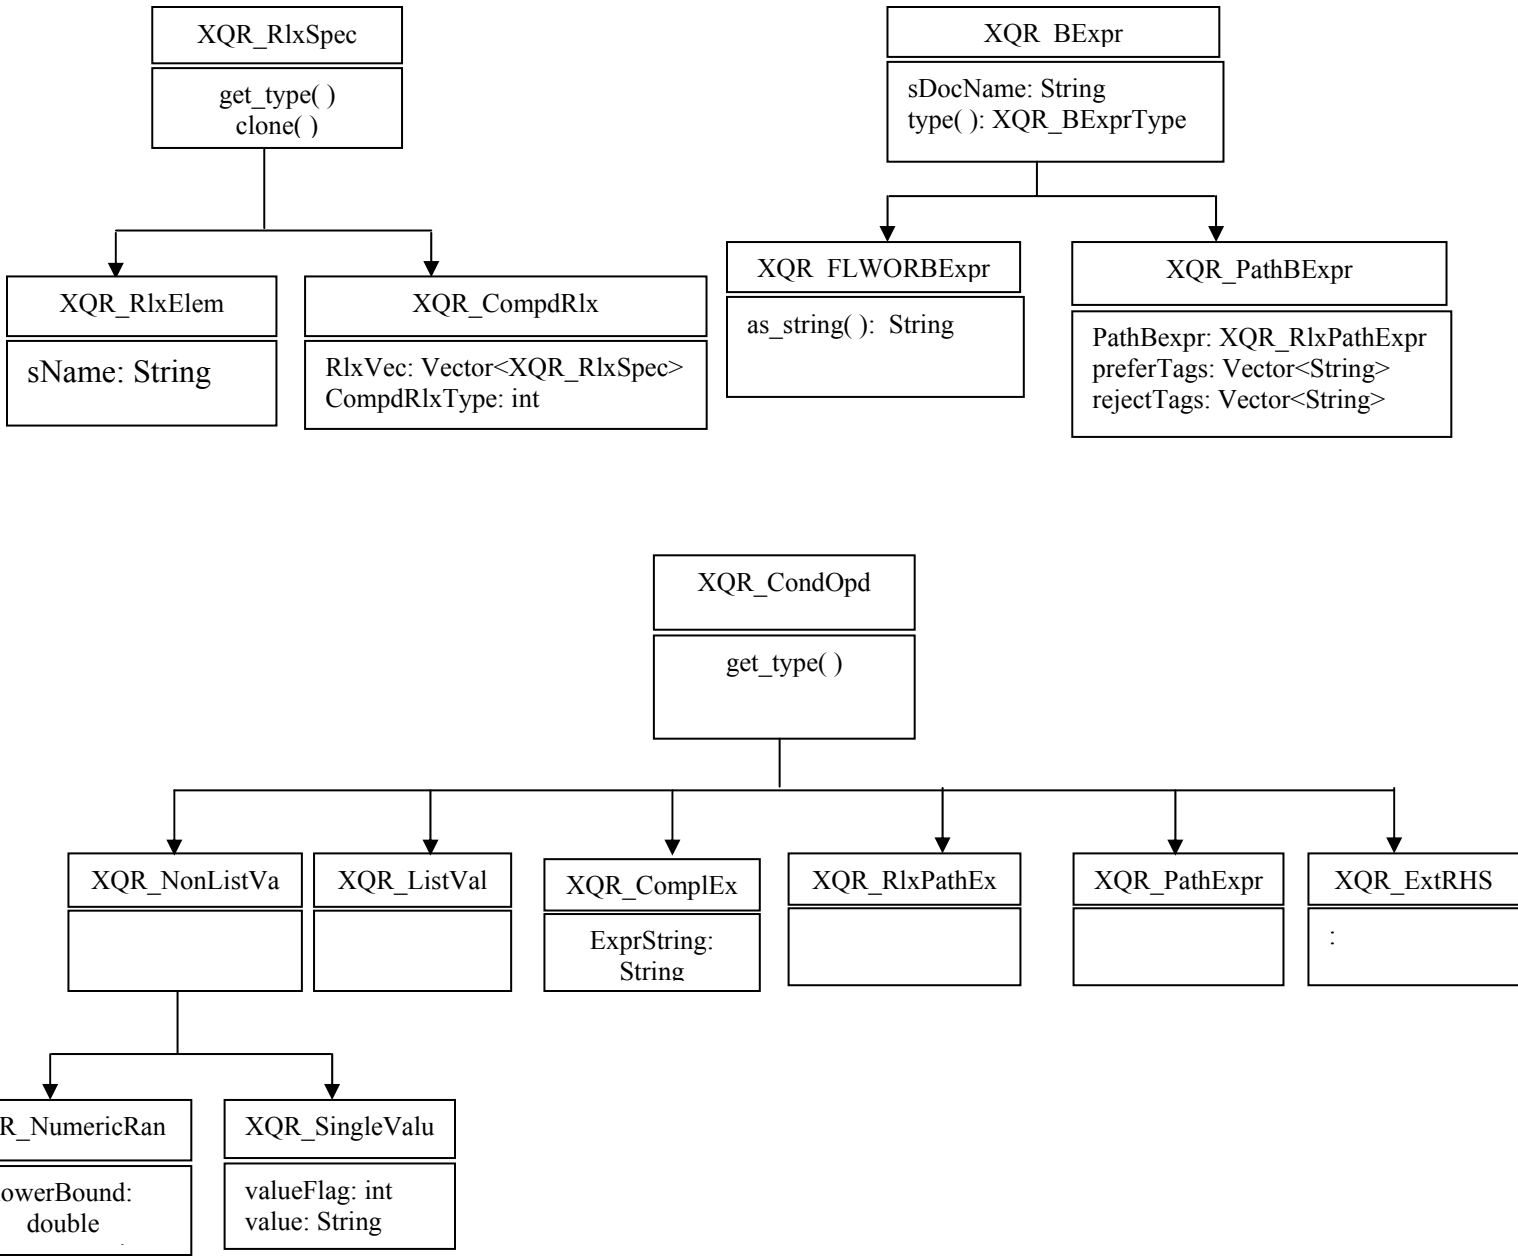 XQR_RlxSpec
get_type( )
clone( )
XQR_BExpr
sDocName: String
type( ): XQR_BExprType
XQR_RlxElem
sName: String
XQR_CompdRlx
RlxVec: Vector<XQR_RlxSpec>
CompdRlxType: int
XQR_FLWORBExpr
as_string( ): String
XQR_PathBExpr
PathBexpr: XQR_RlxPathExpr
preferTags: Vector<String>
rejectTags: Vector<String>
XQR_CondOpd
get_type( )
XQR_NonListVa
XQR_ListVal
XQR_ComplEx
ExprString:
String
XQR_RlxPathEx
XQR_PathExpr
XQR_ExtRHS
:
R_NumericRan
owerBound:
double
XQR_SingleValu
valueFlag: int
value: String